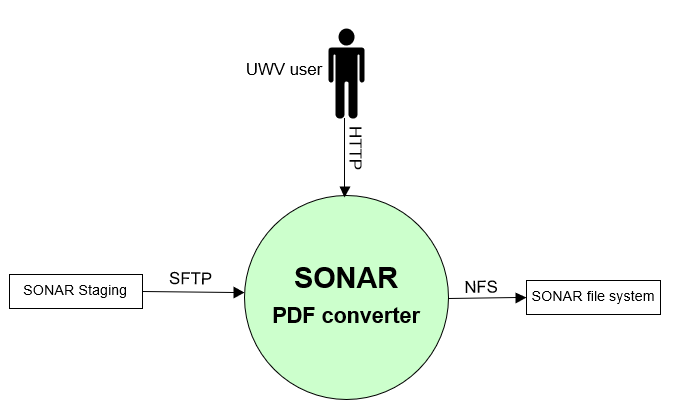 UWV user
HTTP
SONAR
PDF converter
SONAR Staging
SFTP
NFS
SONAR file system